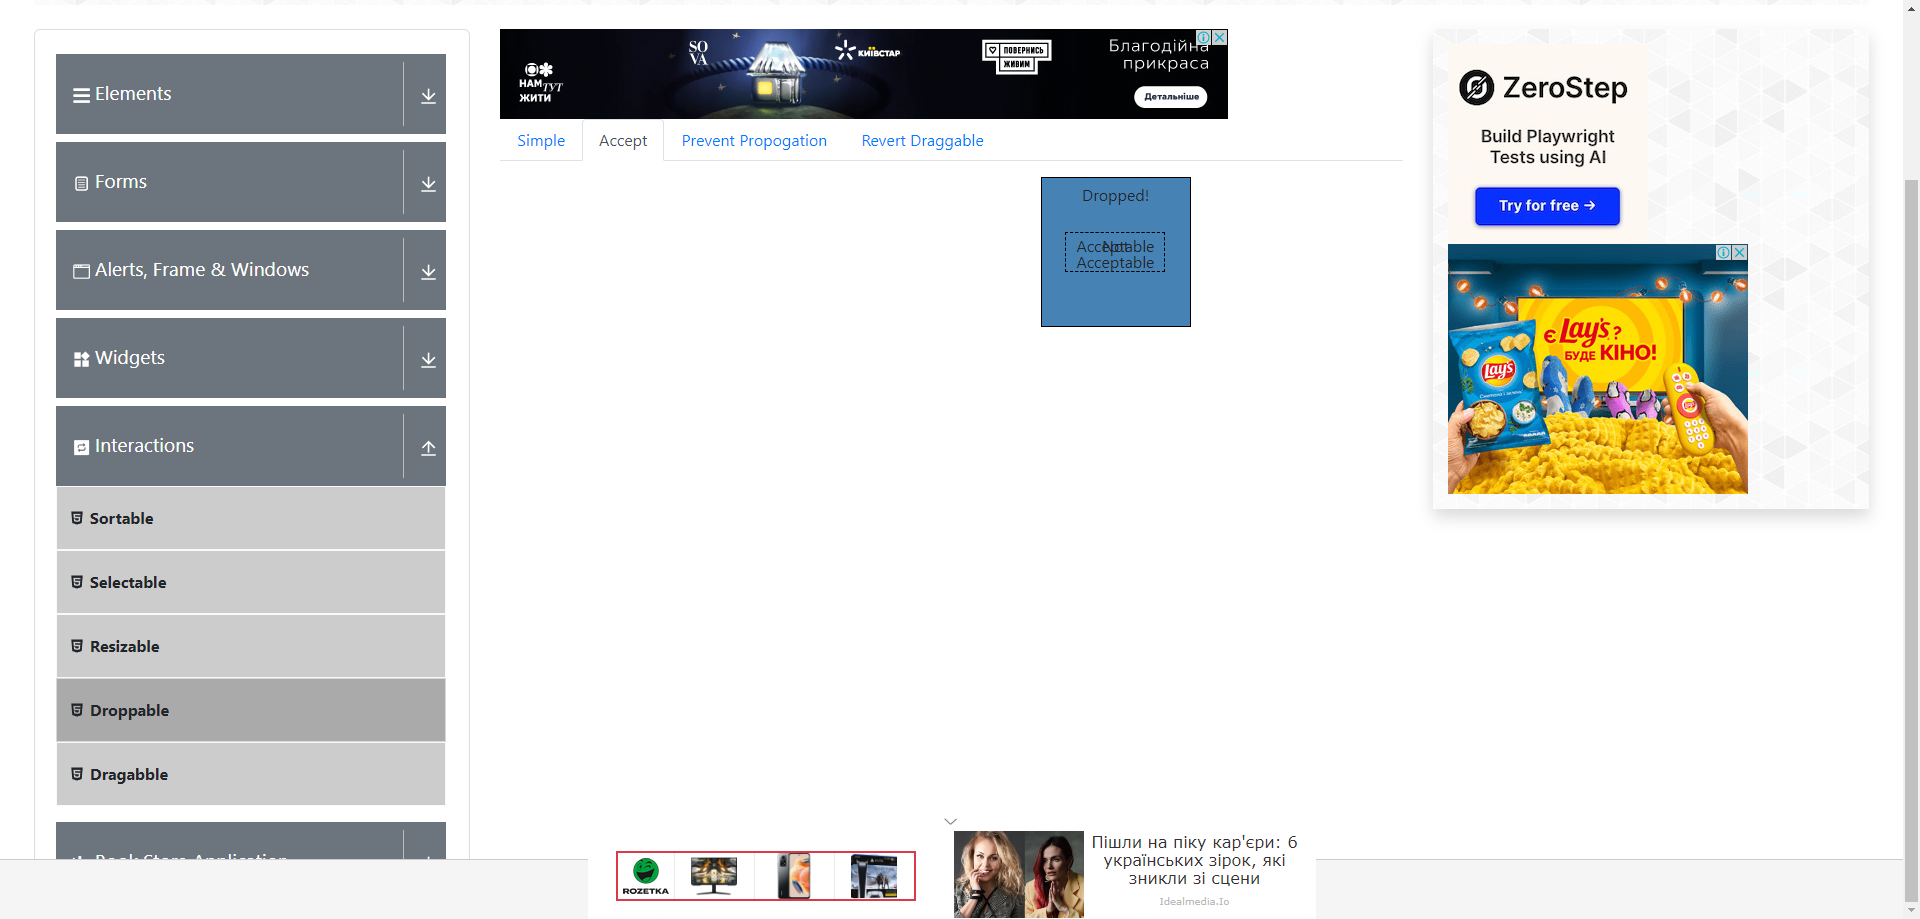 Elements
Forms
Alerts, Frame & Windows
Widgets
Interactions
Sortable
Selectable
Resizable
Droppable
Dragabble
Book Store Application
SO
VA
КИЇВСТАР
НАМ
ТУТ
ЖИТИ
ПОВЕРНИСЬ
ЖИВИМ
Благодійна
прикраса
Детальніше
Simple
Accept
Prevent Propogation
Revert Draggable
Dropped!
Acceptable
Not
Acceptable
ZeroStep
Build Playwright
Tests using AI
Try for free →
Є Lay's ?
БУДЕ КІНО!
Lay's
ROZETKA
Пішли на піку кар'єри: 6
українських зірок, які
зникли зі сцени
Idealmedia.Io